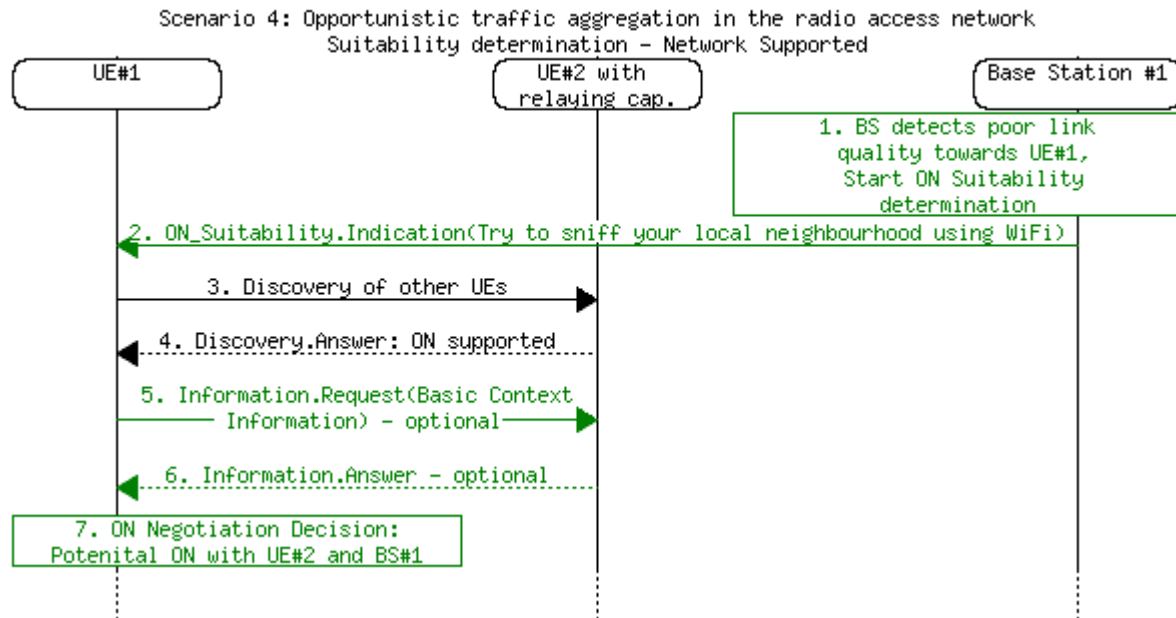 Scenario 4: Opportunistic traffic aggregation in the radio access network
Suitability determination - Network Supported
UE#1
UE#2 with
relaying cap.
Base Station #1
1. BS detects poor link
quality towards UE#1,
Start ON Suitability
determination
2. ON_Suitability.Indication(Try to sniff your local neighbourhood using WiFi)
3. Discovery of other UEs
4. Discovery.Answer: ON supported
5. Information.Request(Basic Context
Information) - optional
6. Information.Answer - optional
7. ON Negotiation Decision:
Potenital ON with UE#2 and BS#1